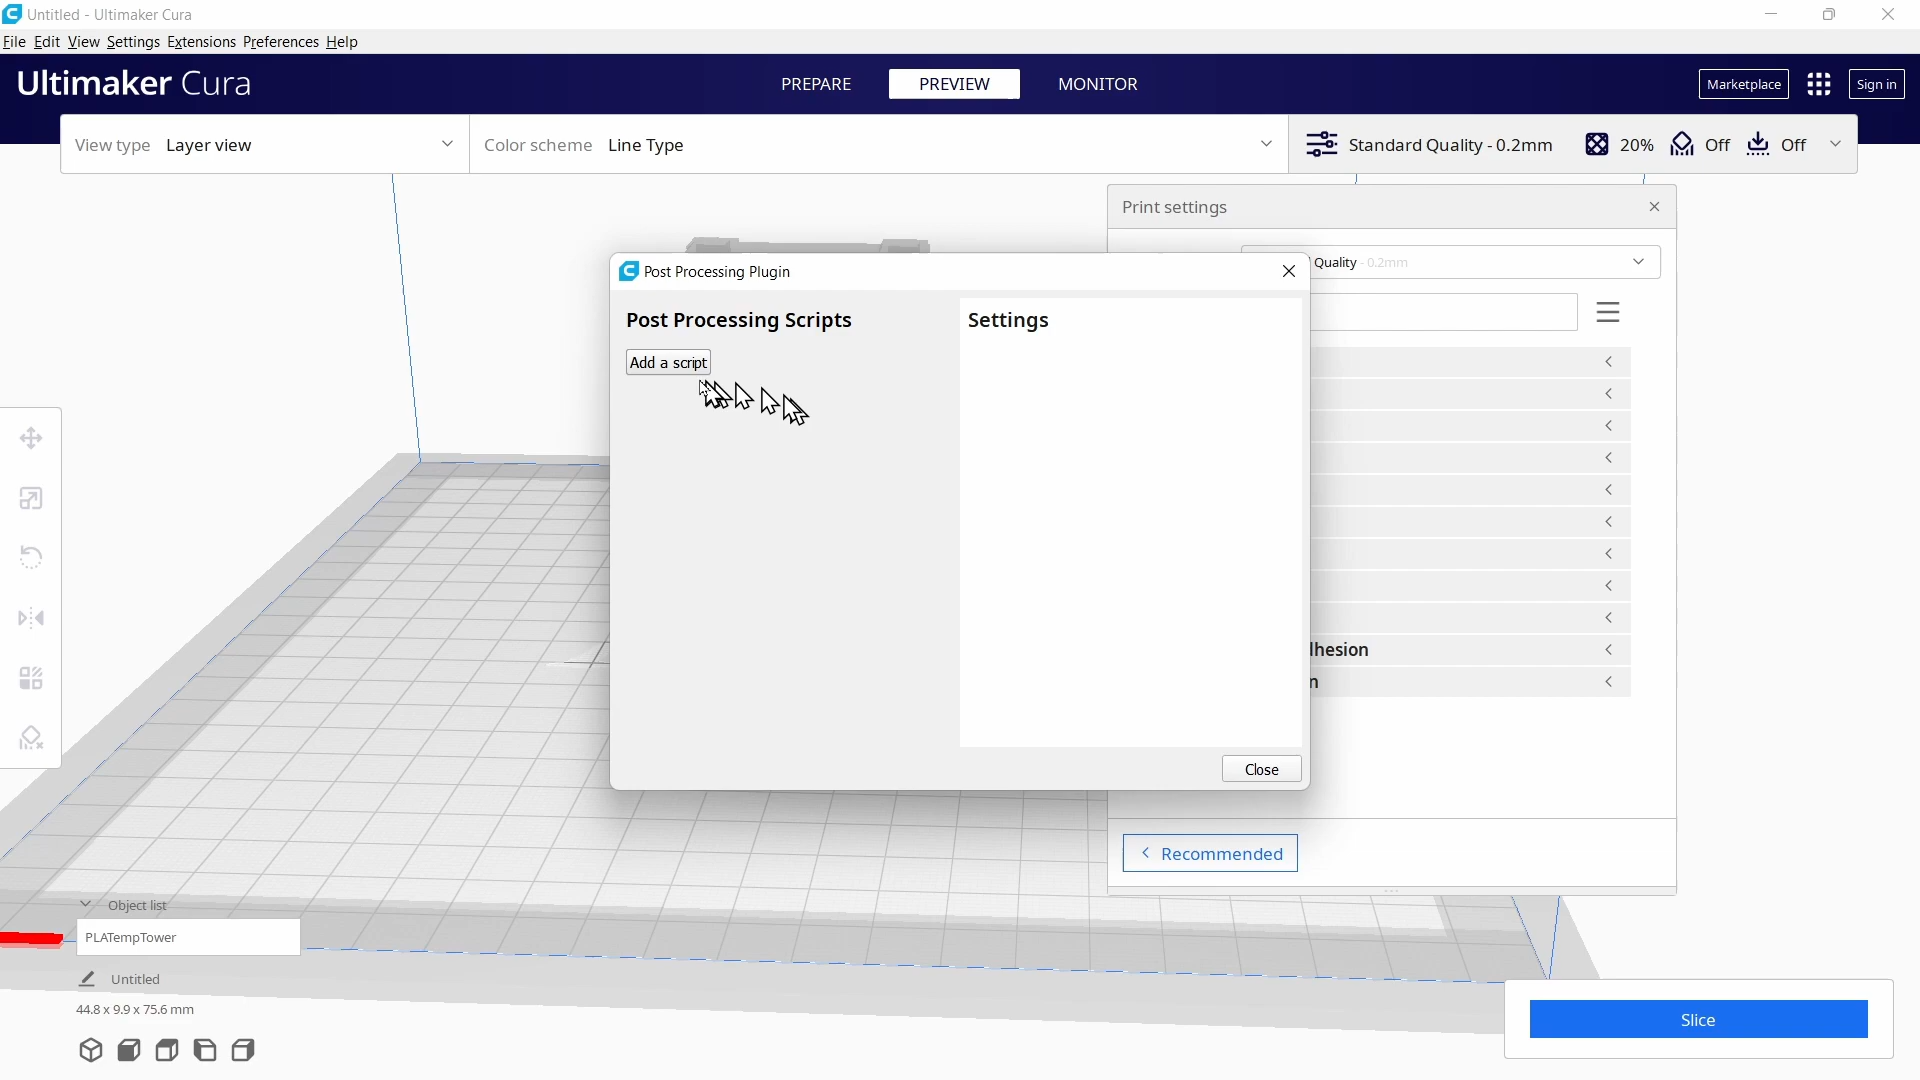 Untitled - Ultimaker Cura
File Edit View Settings Extensions Preferences Help
Ultimaker Cura
PREPARE
PREVIEW
MONITOR
Marketplace
Sign in
View type Layer view
Color scheme Line Type
Standard Quality - 0.2mm
20%
Off
Off
Print settings
Quality - 0.2mm
Post Processing Plugin
Post Processing Scripts
Add a script
Settings
Close
Recommended
Object list
PLATempTower
Untitled
44.8 x 9.9 x 75.6 mm
Slice